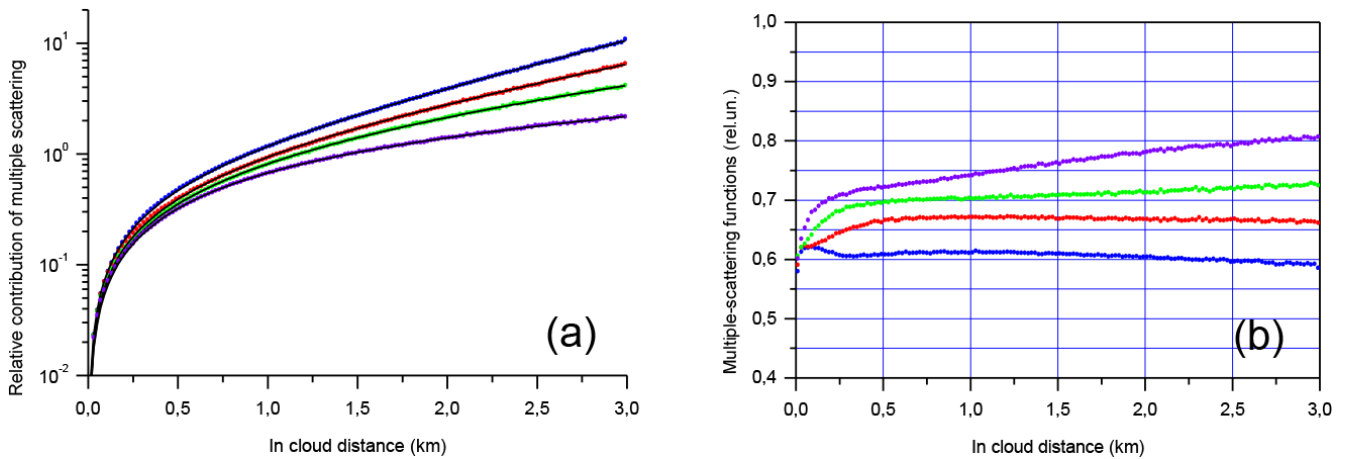 Relative contribution of multiple scattering
10^1
10^0
10^-1
10^-2
0,0 0,5 1,0 1,5 2,0 2,5 3,0
In cloud distance (km)
(a)
Multiple-scattering functions (rel.un.)
1,0
0,9
0,8
0,7
0,6
0,5
0,4
0,0 0,5 1,0 1,5 2,0 2,5 3,0
In cloud distance (km)
(b)